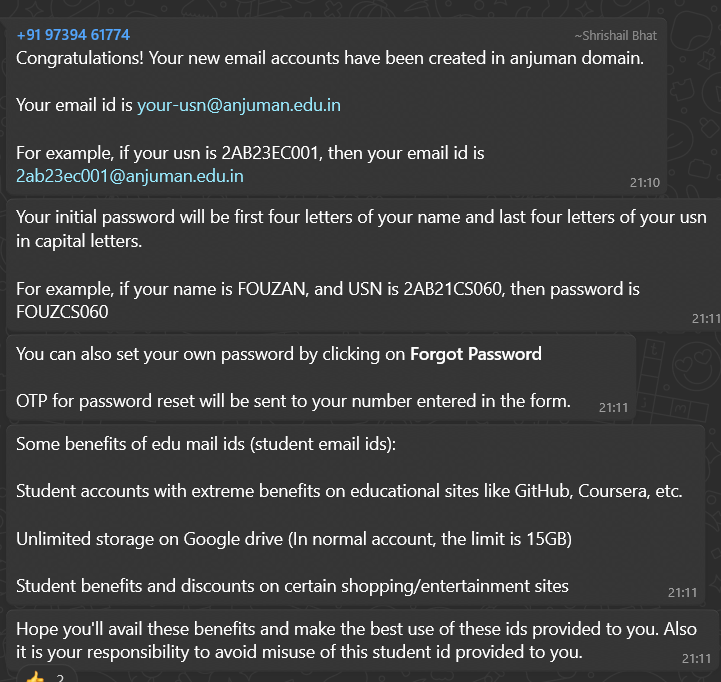 +91 97394 61774
~Shrishail Bhat
Congratulations! Your new email accounts have been created in anjuman domain.
Your email id is your-usn@anjuman.edu.in
For example, if your usn is 2AB23EC001, then your email id is
2ab23ec001@anjuman.edu.in
21:10
Your initial password will be first four letters of your name and last four letters of your usn
in capital letters.
For example, if your name is FOUZAN, and USN is 2AB21CS060, then password is
FOUZCS060
21:11
You can also set your own password by clicking on Forgot Password
OTP for password reset will be sent to your number entered in the form.
21:11
Some benefits of edu mail ids (student email ids):
Student accounts with extreme benefits on educational sites like GitHub, Coursera, etc.
Unlimited storage on Google drive (In normal account, the limit is 15GB)
Student benefits and discounts on certain shopping/entertainment sites
21:11
Hope you'll avail these benefits and make the best use of these ids provided to you. Also
it is your responsibility to avoid misuse of this student id provided to you.
21:11
👍 2